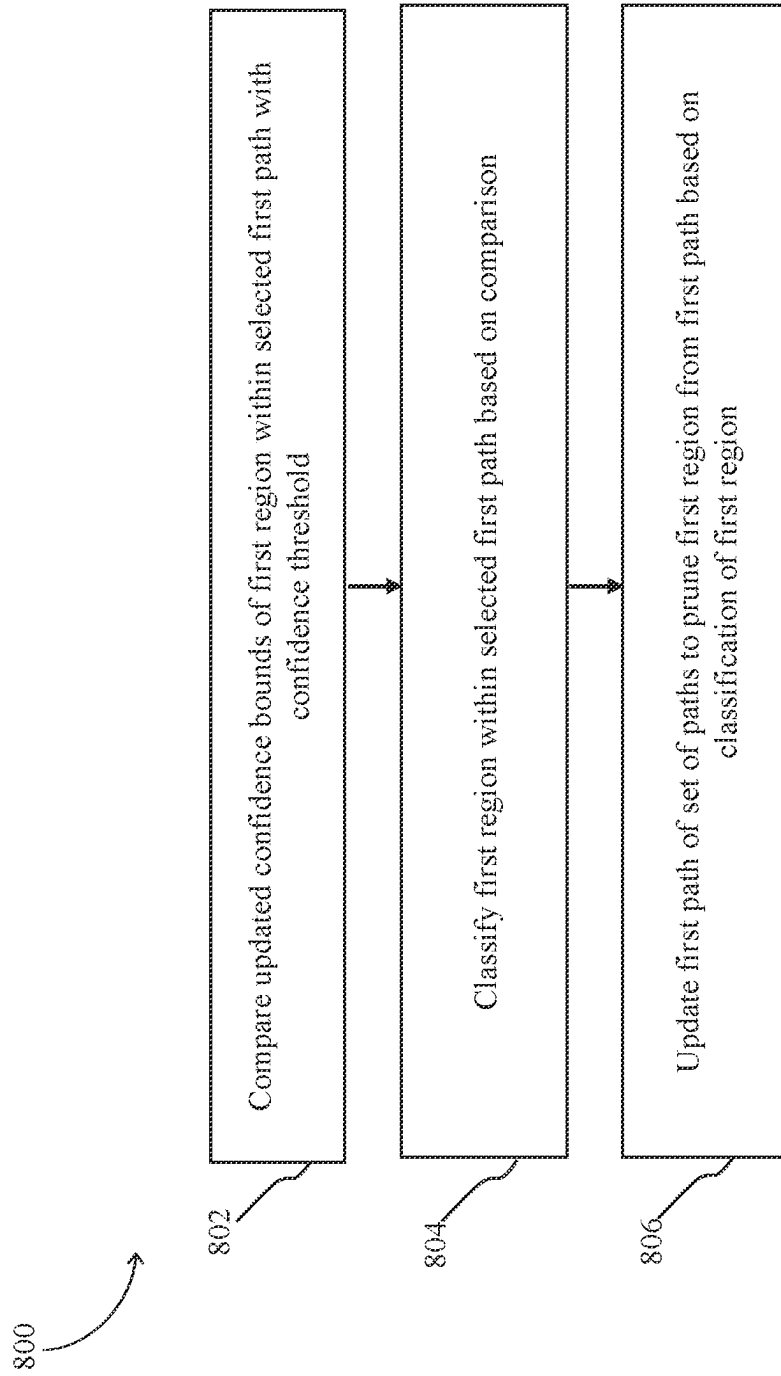 800
802
Compare updated confidence bounds of first region within selected first path with
confidence threshold
804
Classify first region within selected first path based on comparison
806
Update first path of set of paths to prune first region from first path based on
classification of first region